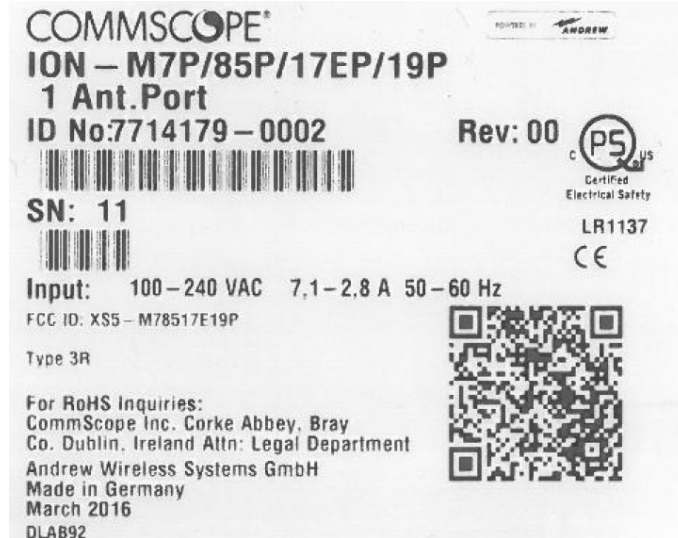 COMMSCOPE®
POWERED BY ANDREW
ION – M7P/85P/17EP/19P
1 Ant.Port
ID No:7714179–0002
Rev: 00
C PS US
Certified
Electrical Safety
SN: 11
LR1137
CE
Input: 100–240 VAC 7,1–2,8 A 50–60 Hz
FCC ID: XS5–M78517E19P
Type 3R
For RoHS Inquiries:
CommScope Inc. Corke Abbey, Bray
Co. Dublin, Ireland Attn: Legal Department
Andrew Wireless Systems GmbH
Made in Germany
March 2016
DLAB92